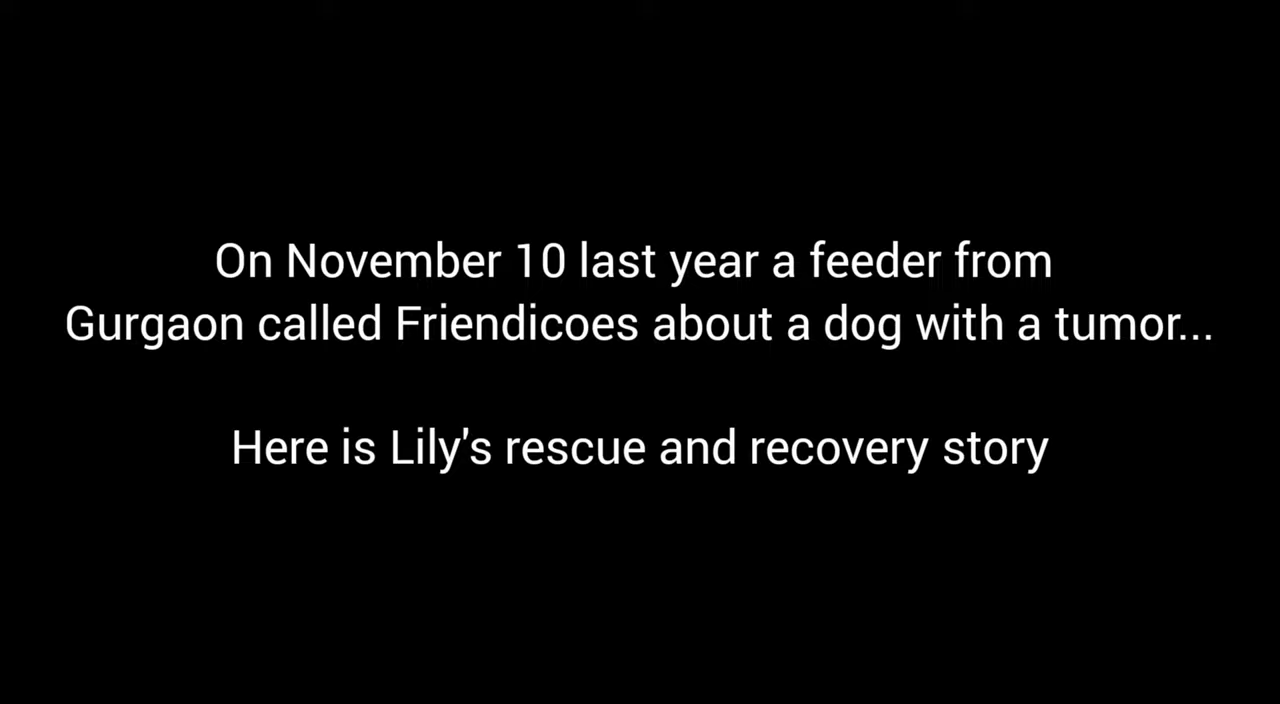 On November 10 last year a feeder from
Gurgaon called Friendicoes about a dog with a tumor...
Here is Lily's rescue and recovery story